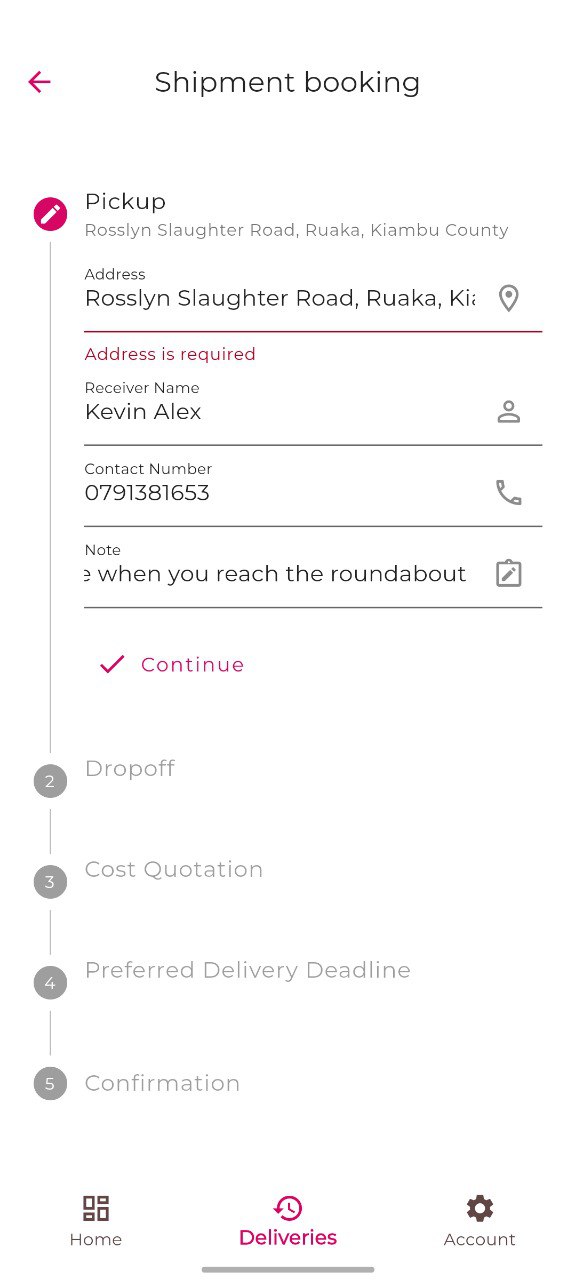 Shipment booking
Pickup
Rosslyn Slaughter Road, Ruaka, Kiambu County
Address
Rosslyn Slaughter Road, Ruaka, Kia
Address is required
Receiver Name
Kevin Alex
Contact Number
0791381653
Note
e when you reach the roundabout
Continue
2 Dropoff
3 Cost Quotation
4 Preferred Delivery Deadline
5 Confirmation
Home Deliveries Account